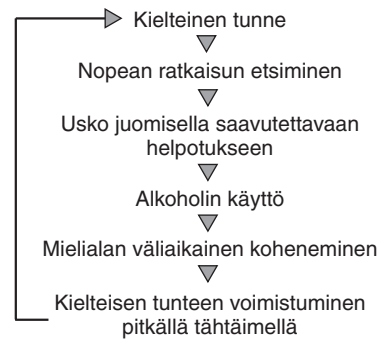 Kielteinen tunne
Nopean ratkaisun etsiminen
Usko juomisella saavutettavaan
helpotukseen
Alkoholin käyttö
Mielialan väliaikainen koheneminen
Kielteisen tunteen voimistuminen
pitkällä tähtäimellä